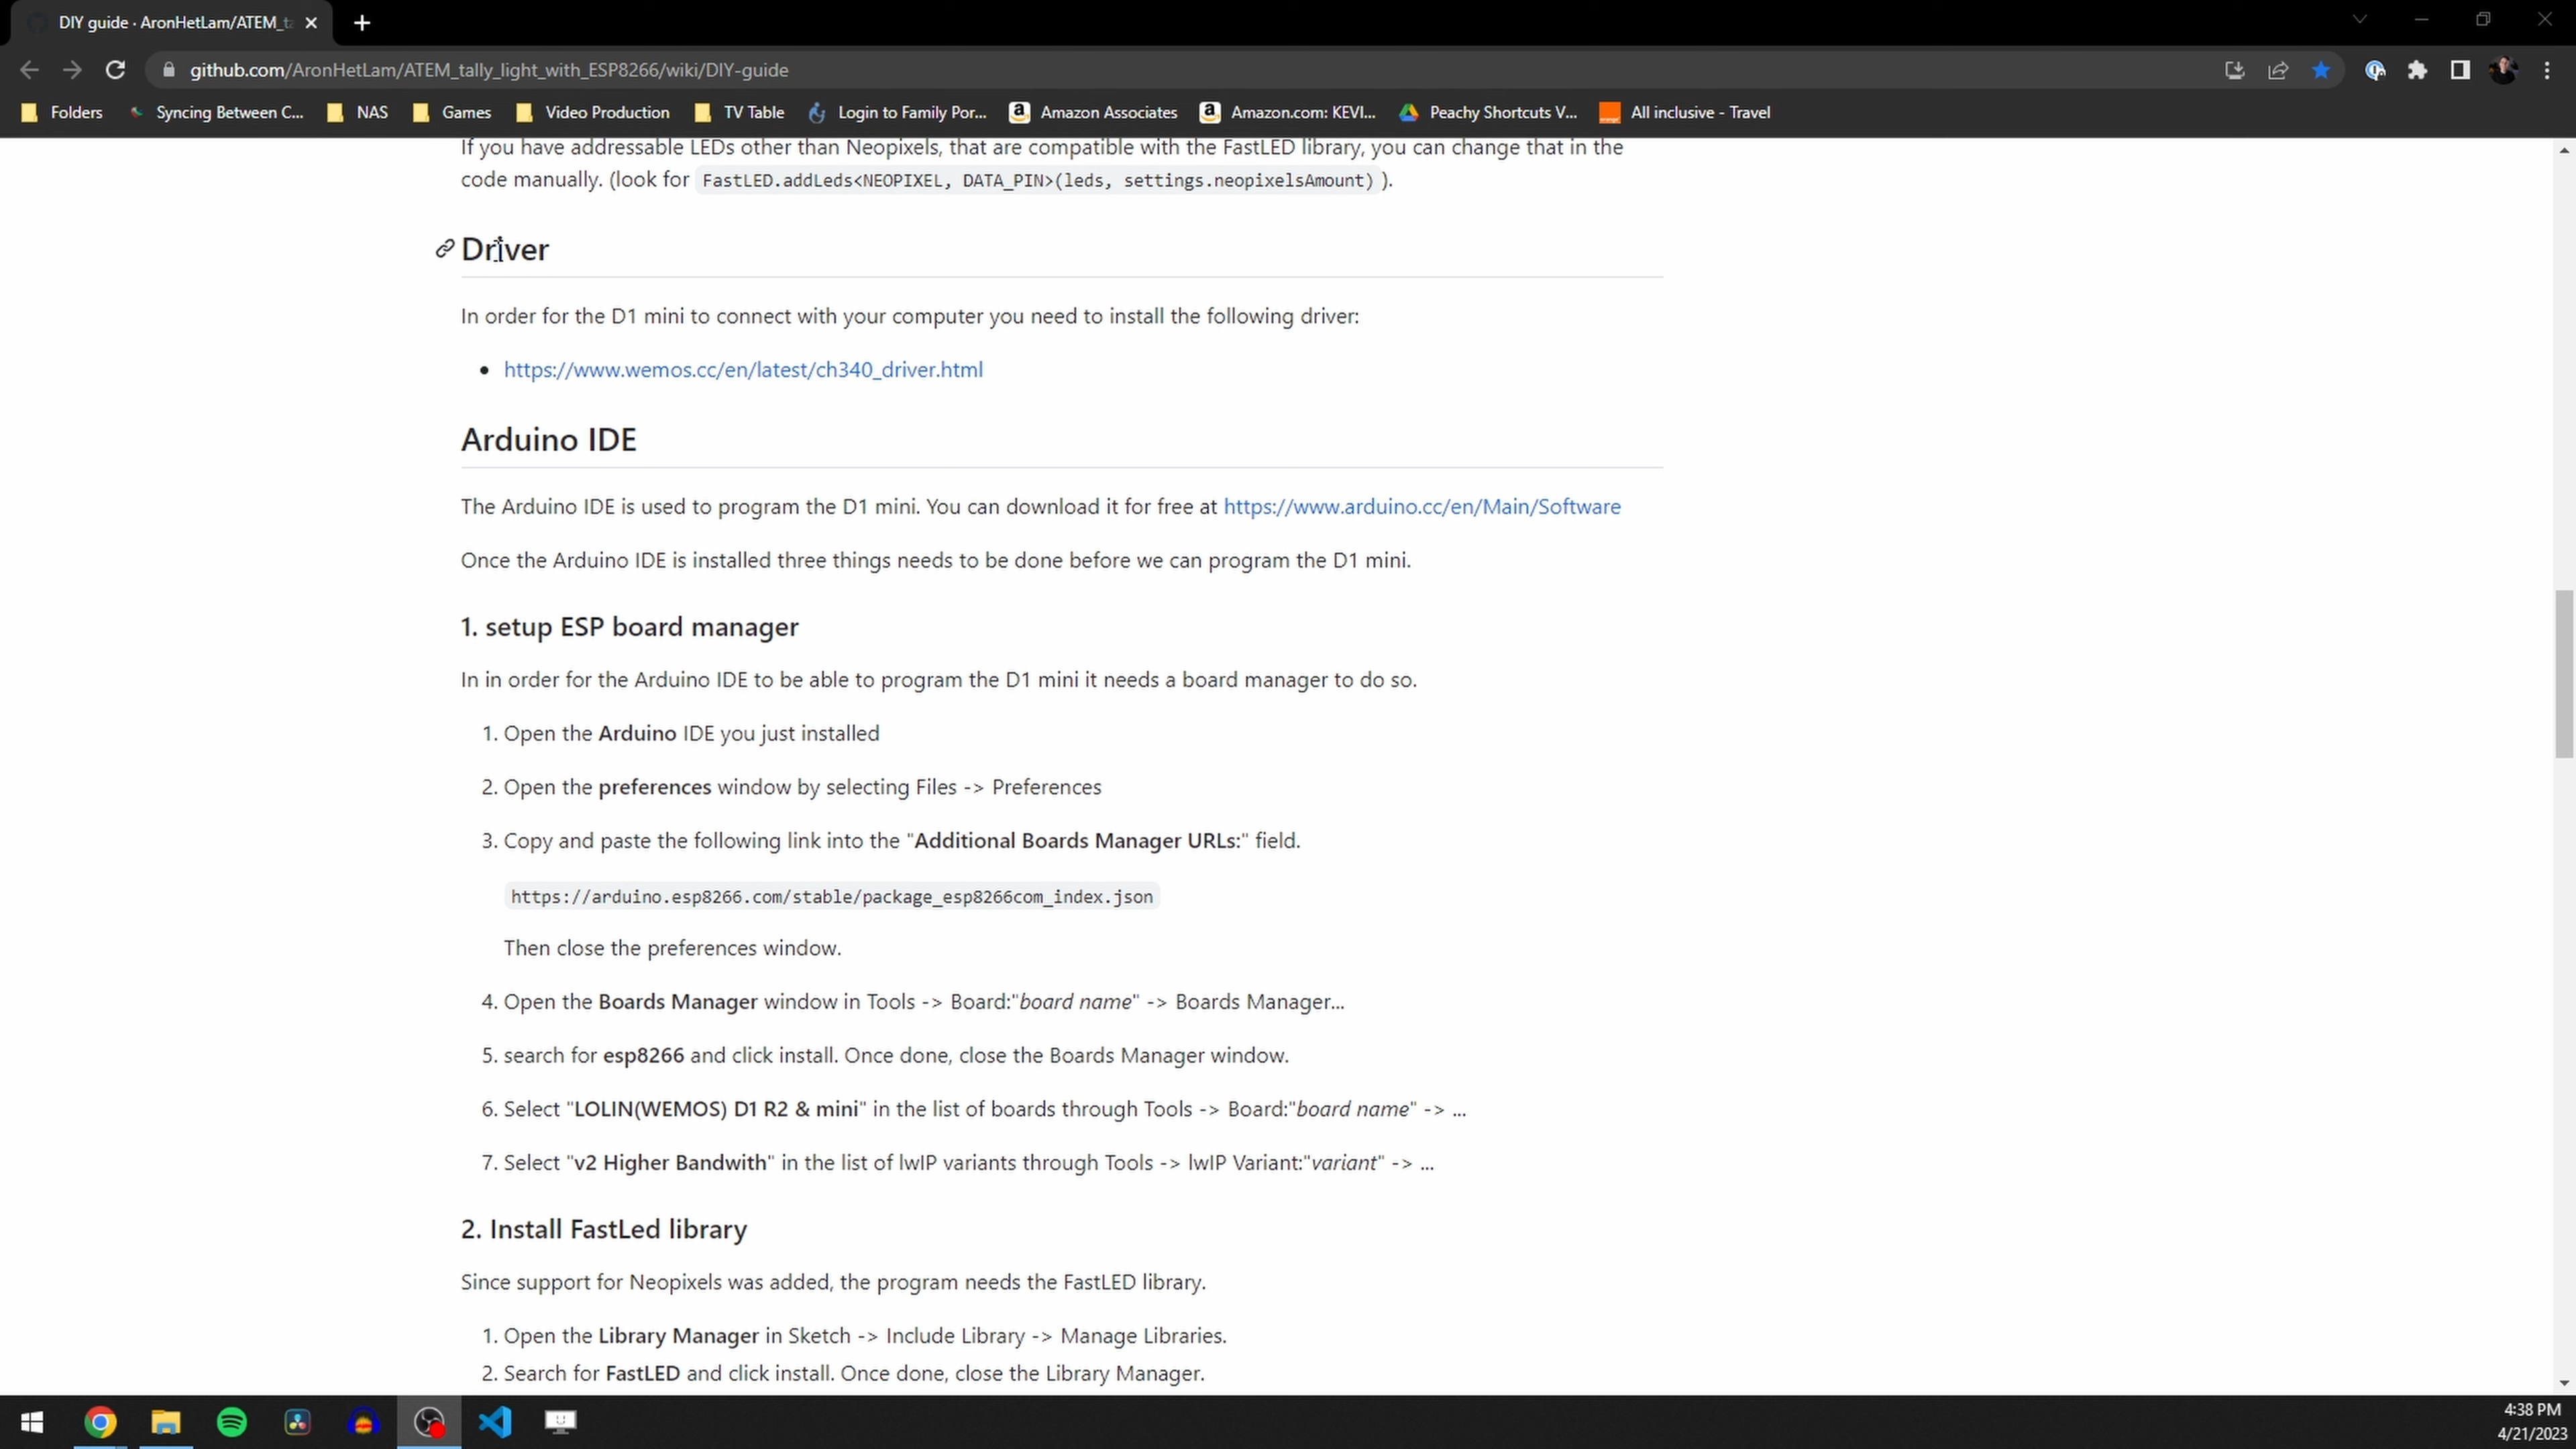 DIY guide · AronHetLam/ATEM_ta
github.com/AronHetLam/ATEM_tally_light_with_ESP8266/wiki/DIY-guide
Folders Syncing Between C... NAS Games Video Production TV Table Login to Family Por... Amazon Associates Amazon.com: KEVI... Peachy Shortcuts V... All inclusive - Travel
If you have addressable LEDs other than Neopixels, that are compatible with the FastLED library, you can change that in the
code manually. (look for FastLED.addLeds<NEOPIXEL, DATA_PIN>(leds, settings.neopixelsAmount) ).
Driver
In order for the D1 mini to connect with your computer you need to install the following driver:
• https://www.wemos.cc/en/latest/ch340_driver.html
Arduino IDE
The Arduino IDE is used to program the D1 mini. You can download it for free at https://www.arduino.cc/en/Main/Software
Once the Arduino IDE is installed three things needs to be done before we can program the D1 mini.
1. setup ESP board manager
In in order for the Arduino IDE to be able to program the D1 mini it needs a board manager to do so.
1. Open the Arduino IDE you just installed
2. Open the preferences window by selecting Files -> Preferences
3. Copy and paste the following link into the "Additional Boards Manager URLs:" field.
https://arduino.esp8266.com/stable/package_esp8266com_index.json
Then close the preferences window.
4. Open the Boards Manager window in Tools -> Board:"board name" -> Boards Manager...
5. search for esp8266 and click install. Once done, close the Boards Manager window.
6. Select "LOLIN(WEMOS) D1 R2 & mini" in the list of boards through Tools -> Board:"board name" -> ...
7. Select "v2 Higher Bandwith" in the list of lwIP variants through Tools -> lwIP Variant:"variant" -> ...
2. Install FastLed library
Since support for Neopixels was added, the program needs the FastLED library.
1. Open the Library Manager in Sketch -> Include Library -> Manage Libraries.
2. Search for FastLED and click install. Once done, close the Library Manager.
4:38 PM
4/21/2023